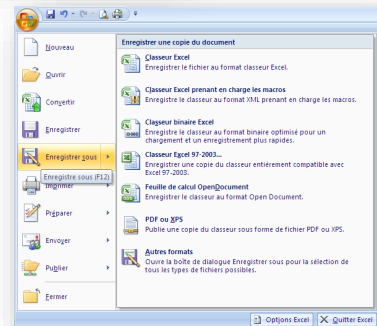 Nouveau
Ouvrir
Convertir
Enregistrer
Enregistrer sous
Enregistre sous (F12)
Imprimer
Préparer
Envoyer
Publier
Fermer
Enregistrer une copie du document
Classeur Excel
Enregistrer le fichier au format classeur Excel.
Classeur Excel prenant en charge les macros
Enregistre le classeur au format XML prenant en charge les macros.
Classeur binaire Excel
Enregistrer le classeur au format binaire optimisé pour un
chargement et un enregistrement plus rapides.
Classeur Excel 97-2003...
Enregistrer une copie du classeur entièrement compatible avec
Excel 97-2003.
Feuille de calcul OpenDocument
Enregistrer le classeur au format Open Document.
PDF ou XPS
Publie une copie du classeur sous forme de fichier PDF ou XPS.
Autres formats
Ouvre la boîte de dialogue Enregistrer sous pour la sélection de
tous les types de fichiers possibles.
Options Excel
Quitter Excel